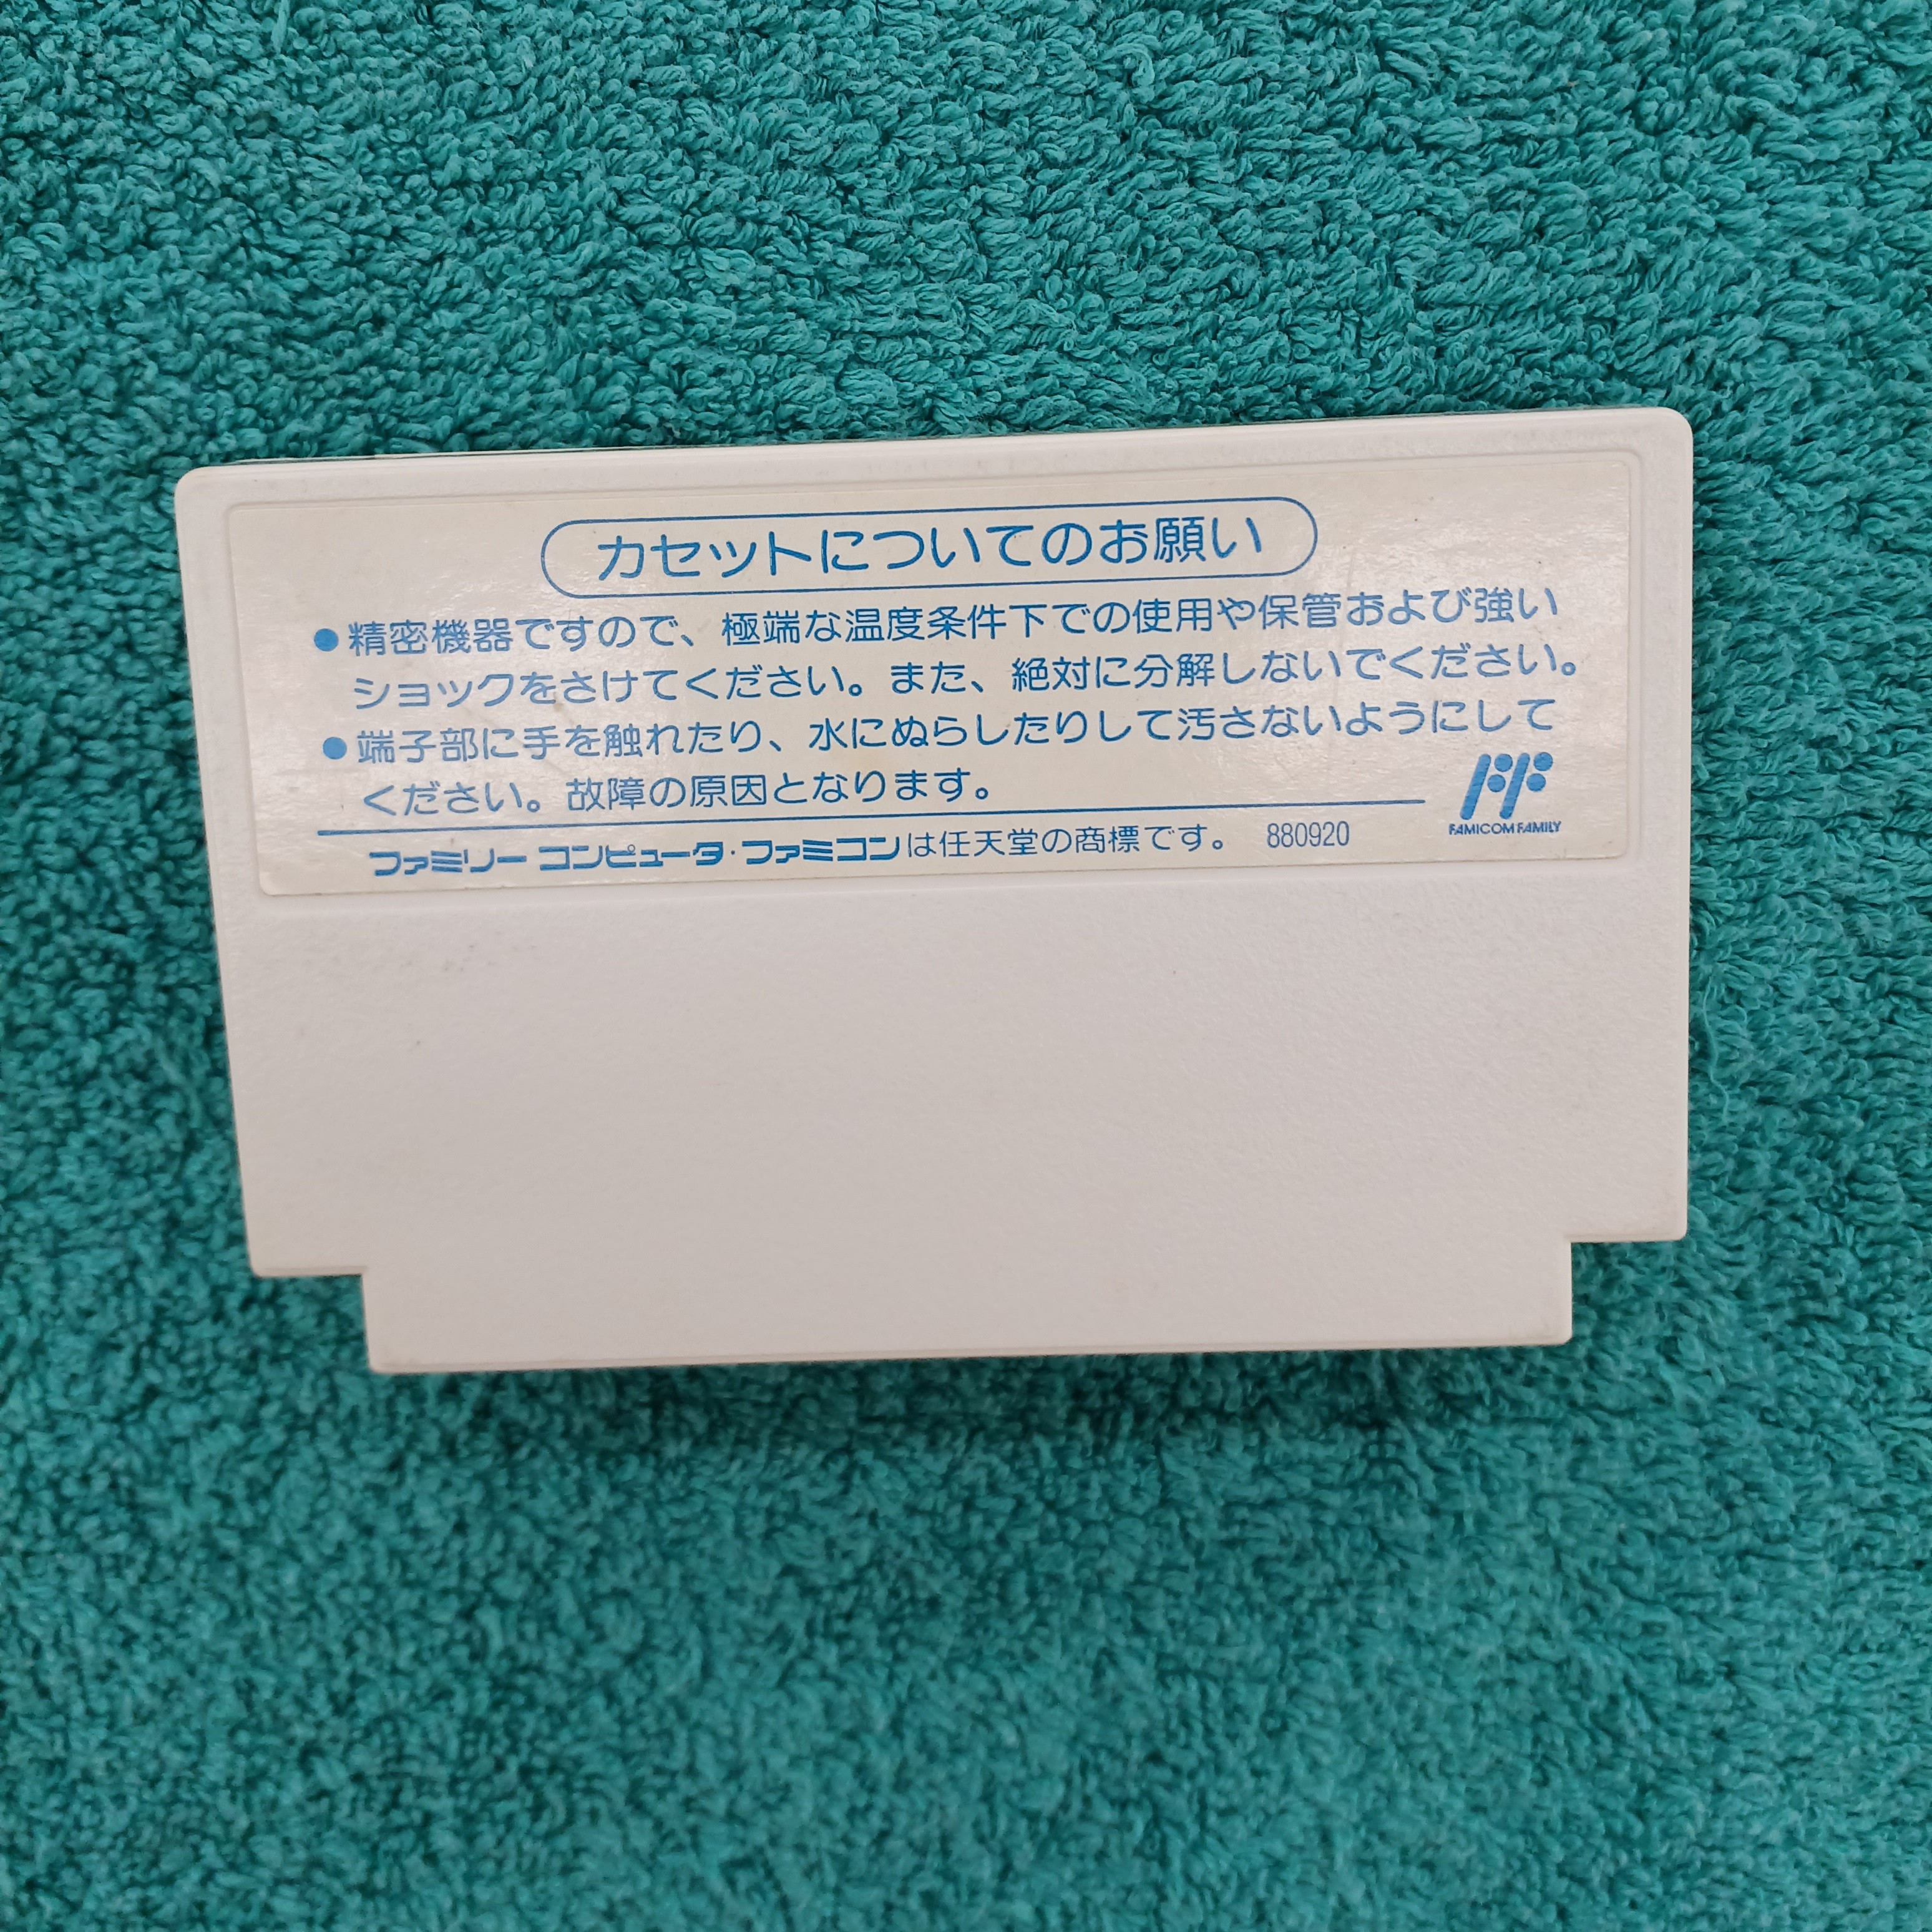 カセットについてのお願い
●精密機器ですので、極端な温度条件下での使用や保管および強い
ショックをさけてください。また、絶対に分解しないでください。
●端子部に手を触れたり、水にぬらしたりして汚さないようにして
ください。故障の原因となります。
FF
FAMICOM FAMILY
ファミリー コンピュータ・ファミコンは任天堂の商標です。 880920